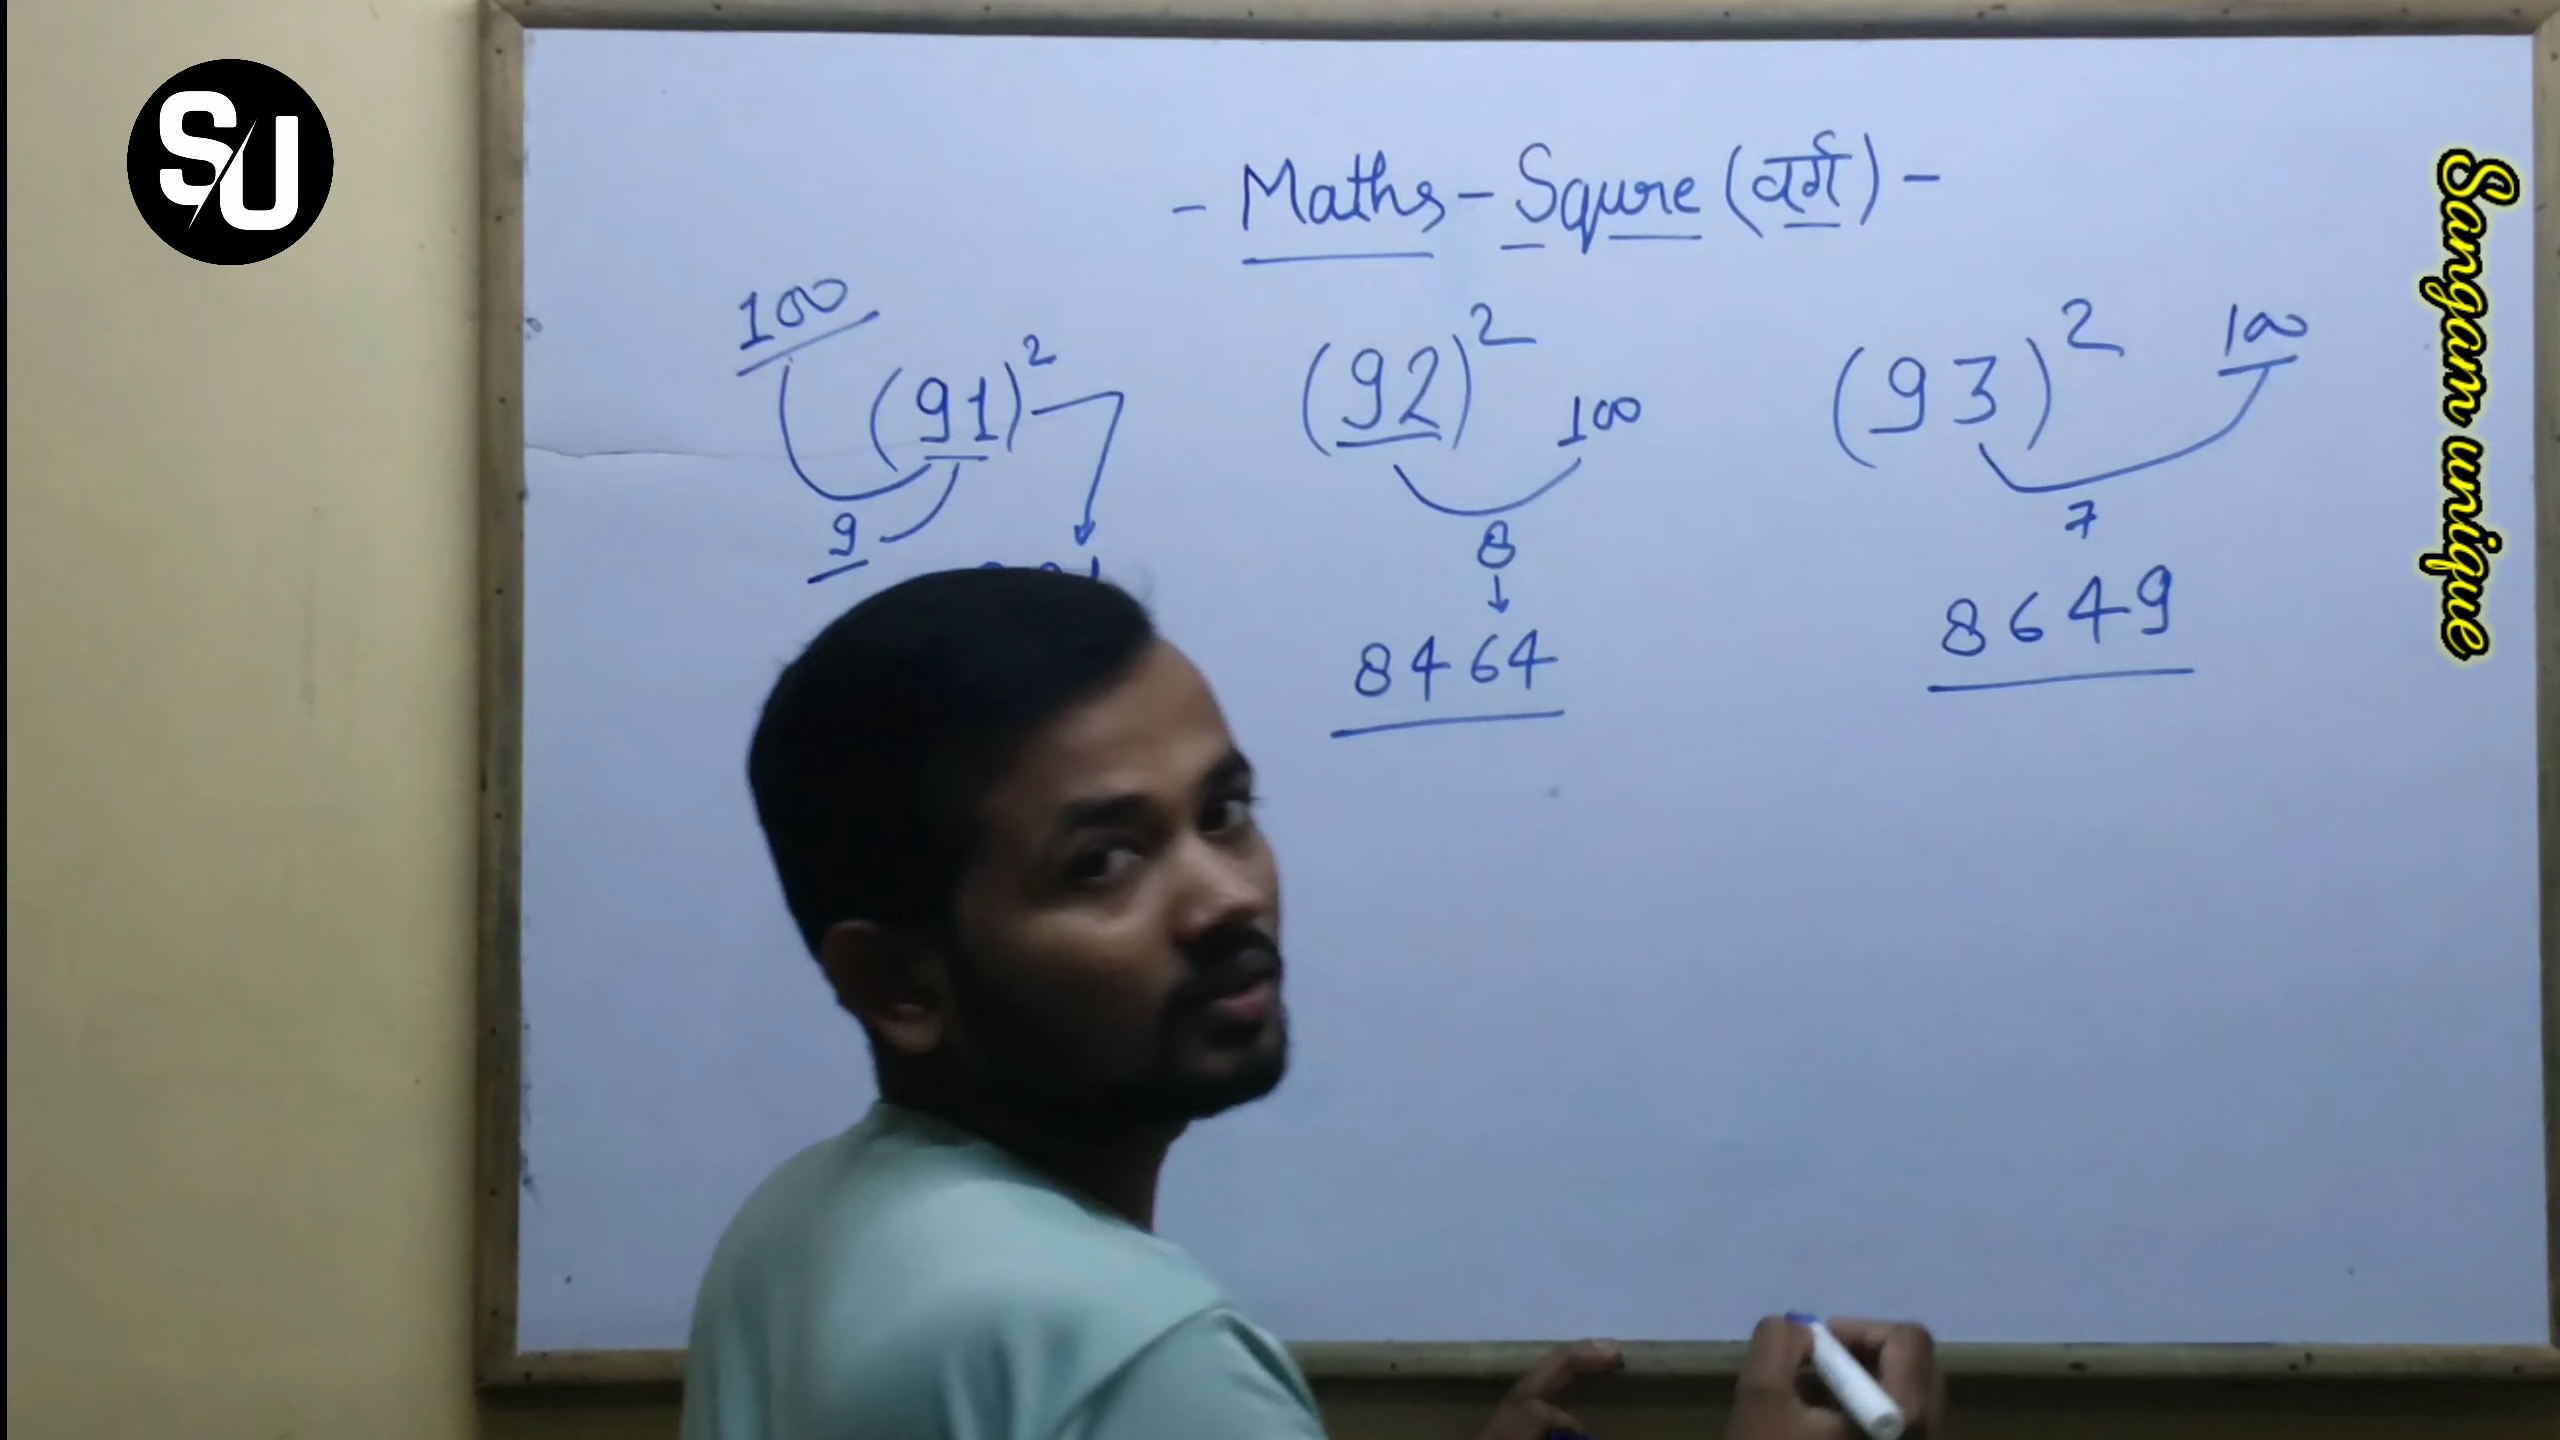 SU
- Maths - Squre (वर्ग) -
100 (91)² 9
(92)² 100 8 8464
(93)² 100 7 8649
Sangam unique